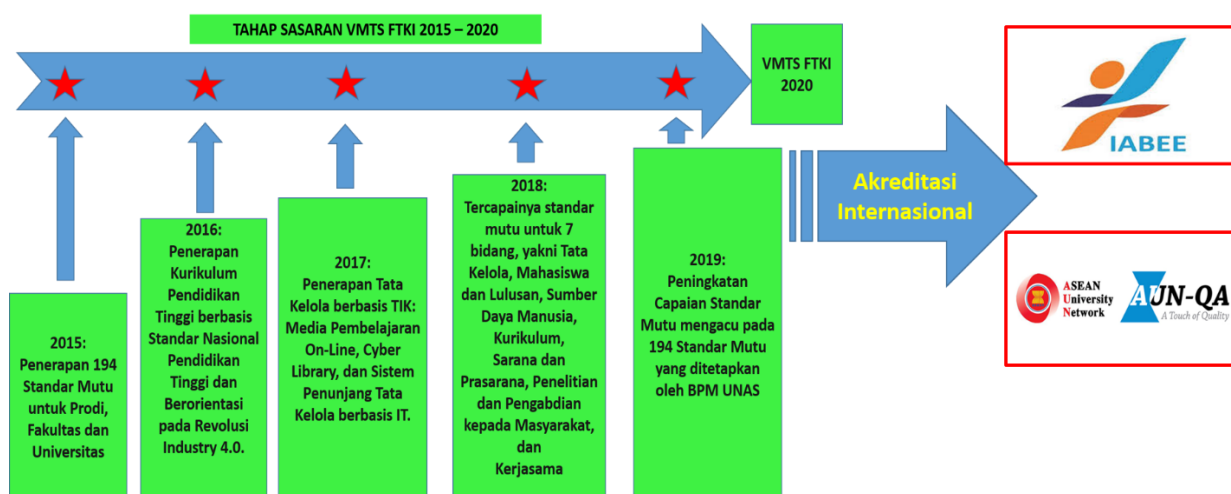 TAHAP SASARAN VMTS FTKI 2015 – 2020
VMTS FTKI
2020
2015:
Penerapan 194
Standar Mutu
untuk Prodi,
Fakultas dan
Universitas
2016:
Penerapan
Kurikulum
Pendidikan
Tinggi berbasis
Standar Nasional
Pendidikan
Tinggi dan
Berorientasi
pada Revolusi
Industry 4.0.
2017:
Penerapan Tata
Kelola berbasis TIK:
Media Pembelajaran
On-Line, Cyber
Library, dan Sistem
Penunjang Tata
Kelola berbasis IT.
2018:
Tercapainya standar
mutu untuk 7
bidang, yakni Tata
Kelola, Mahasiswa
dan Lulusan, Sumber
Daya Manusia,
Kurikulum,
Sarana dan
Prasarana, Penelitian
dan Pengabdian
kepada Masyarakat,
dan
Kerjasama
2019:
Peningkatan
Capaian Standar
Mutu mengacu pada
194 Standar Mutu
yang ditetapkan
oleh BPM UNAS
Akreditasi
Internasional
IABEE
ASEAN
University
Network
AUN-QA
A Touch of Quality